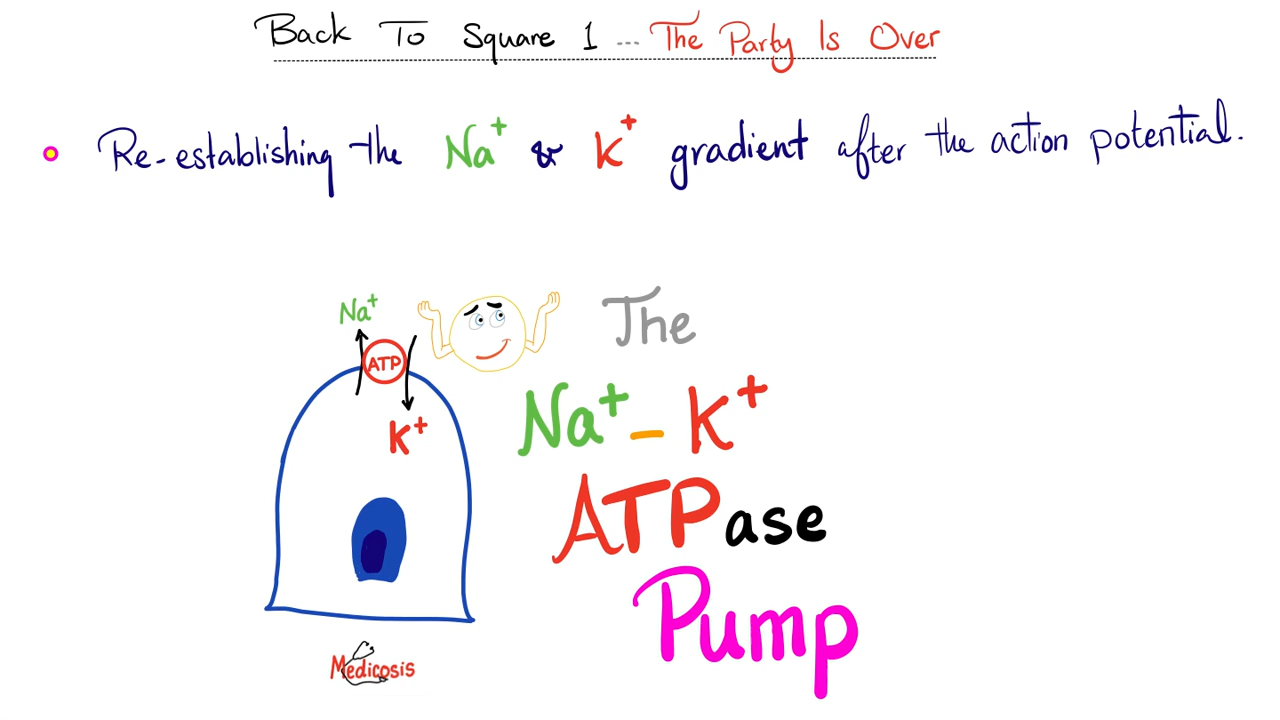 Back To Square 1 ... The Party Is Over
Re-establishing the Na+ & K+ gradient after the action potential.
Na+
ATP
K+
The
Na+ - K+
ATPase
Pump
Medicosis